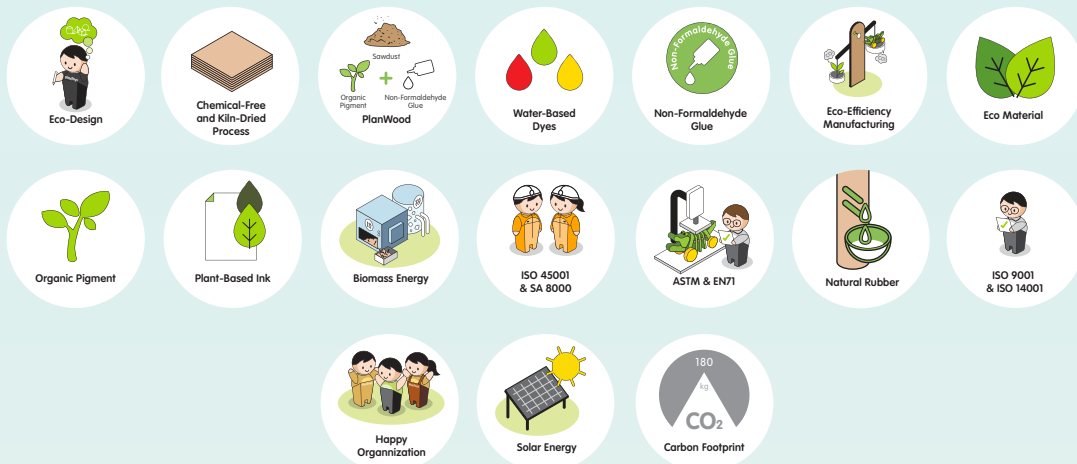 Eco-Design
Chemical-Free
and Kiln-Dried
Process
Sawdust
+
Organic
Pigment
Non-Formaldehyde
Glue
PlanWood
Water-Based
Dyes
Non-Formaldehyde Glue
Non-Formaldehyde
Glue
Eco-Efficiency
Manufacturing
Eco Material
Organic Pigment
Plant-Based Ink
Biomass Energy
ISO 45001
& SA 8000
ASTM & EN71
Natural Rubber
ISO 9001
& ISO 14001
Happy
Organnization
Solar Energy
180
kg
CO₂
Carbon Footprint